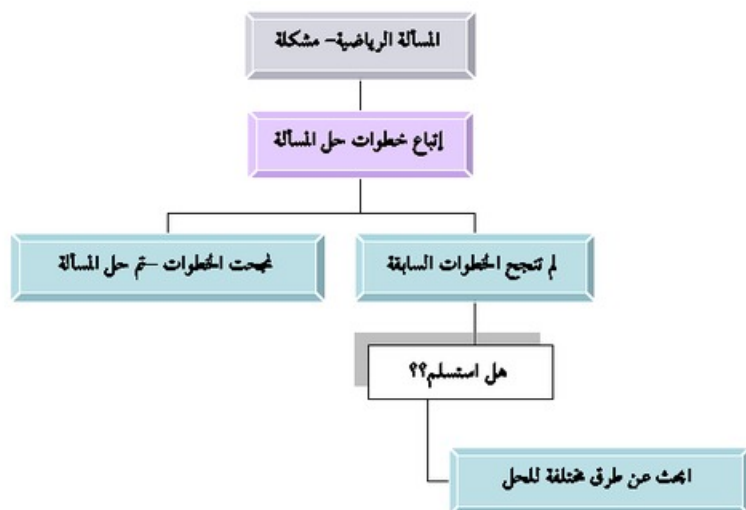 المسألة الرياضية– مشكلة
إتباع خطوات حل المسألة
لم تنجح الخطوات السابقة
نجحت الخطوات –تم حل المسألة
هل استسلم؟؟
ابحث عن طرق مختلفة للحل